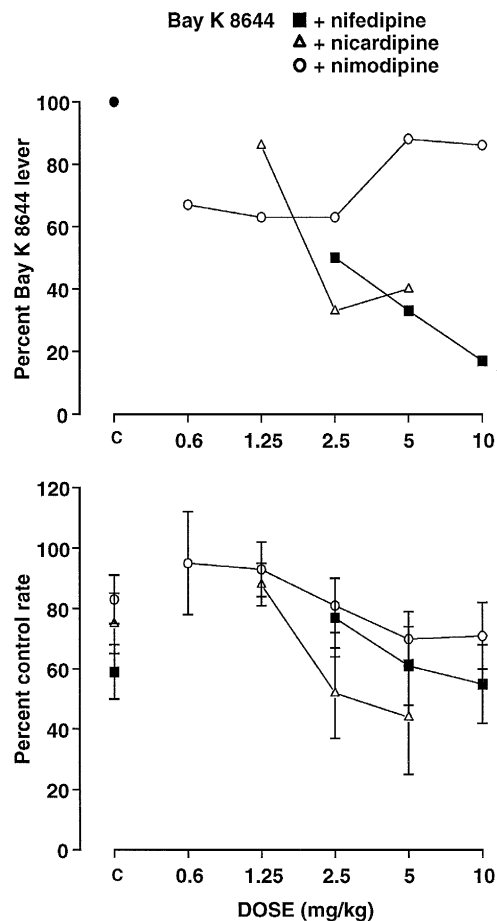 Bay K 8644 ■ + nifedipine
△ + nicardipine
○ + nimodipine
Percent Bay K 8644 lever
100
80
60
40
20
0
C 0.6 1.25 2.5 5 10
Percent control rate
120
100
80
60
40
20
0
C 0.6 1.25 2.5 5 10
DOSE (mg/kg)